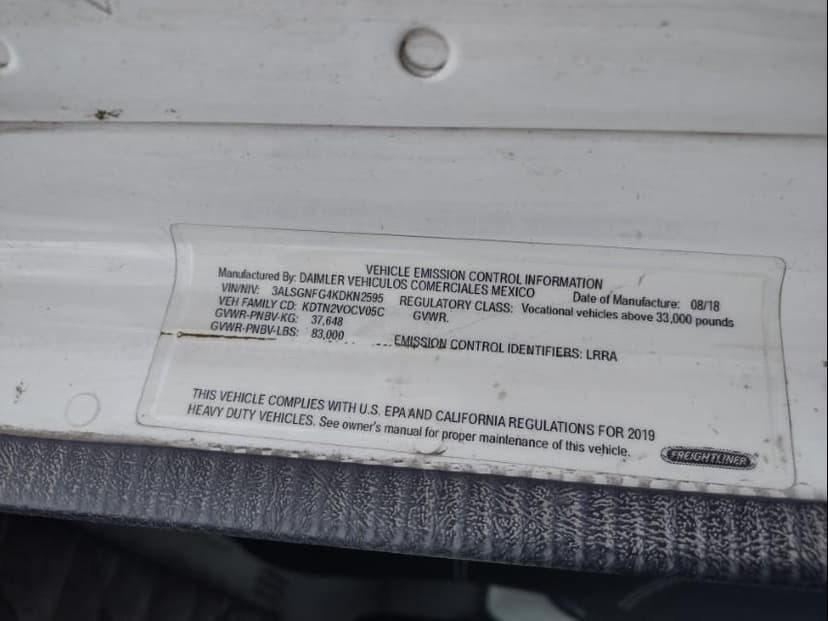 VEHICLE EMISSION CONTROL INFORMATION
Manufactured By: DAIMLER VEHICULOS COMERCIALES MEXICO
Date of Manufacture: 08/18
VIN/NIV: 3ALSGNFG4KDKN2595
REGULATORY CLASS: Vocational vehicles above 33,000 pounds
VEH FAMILY CD: KDTN2VOCV05C
GVWR.
GVWR-PNBV-KG: 37,648
GVWR-PNBV-LBS: 83,000
EMISSION CONTROL IDENTIFIERS: LRRA
THIS VEHICLE COMPLIES WITH U.S. EPA AND CALIFORNIA REGULATIONS FOR 2019
HEAVY DUTY VEHICLES. See owner's manual for proper maintenance of this vehicle.
FREIGHTLINER